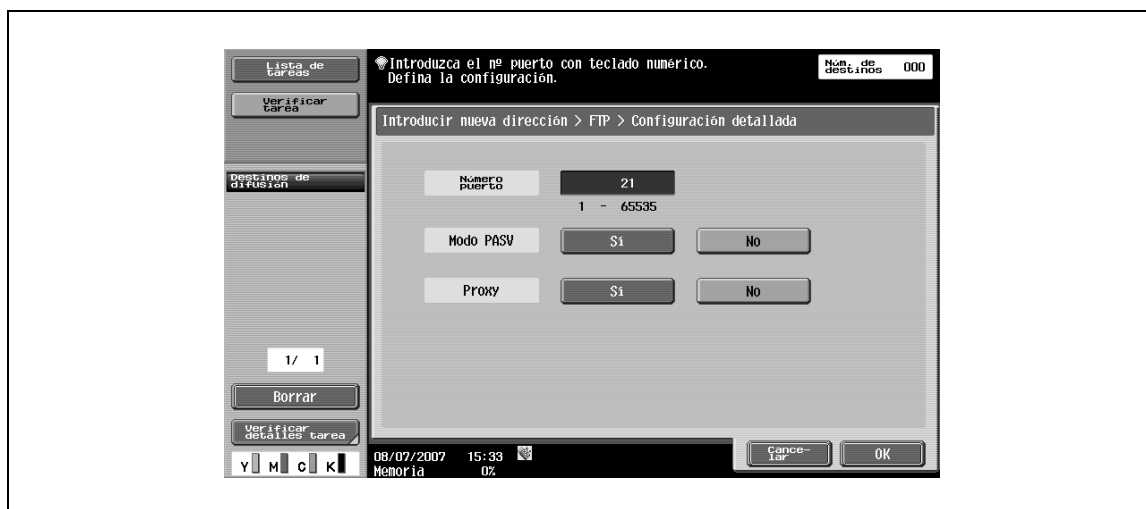 Lista de
tareas
Verificar
tarea
Destinos de
difusión
1/ 1
Borrar
Verificar
detalles tarea
Y M C K
Introduzca el nº puerto con teclado numérico.
Defina la configuración.
Núm. de
destinos 000
Introducir nueva dirección > FTP > Configuración detallada
Número
puerto
21
1 - 65535
Modo PASV Sí No
Proxy Sí No
08/07/2007 15:33
Memoria 0%
Cance-
lar
OK